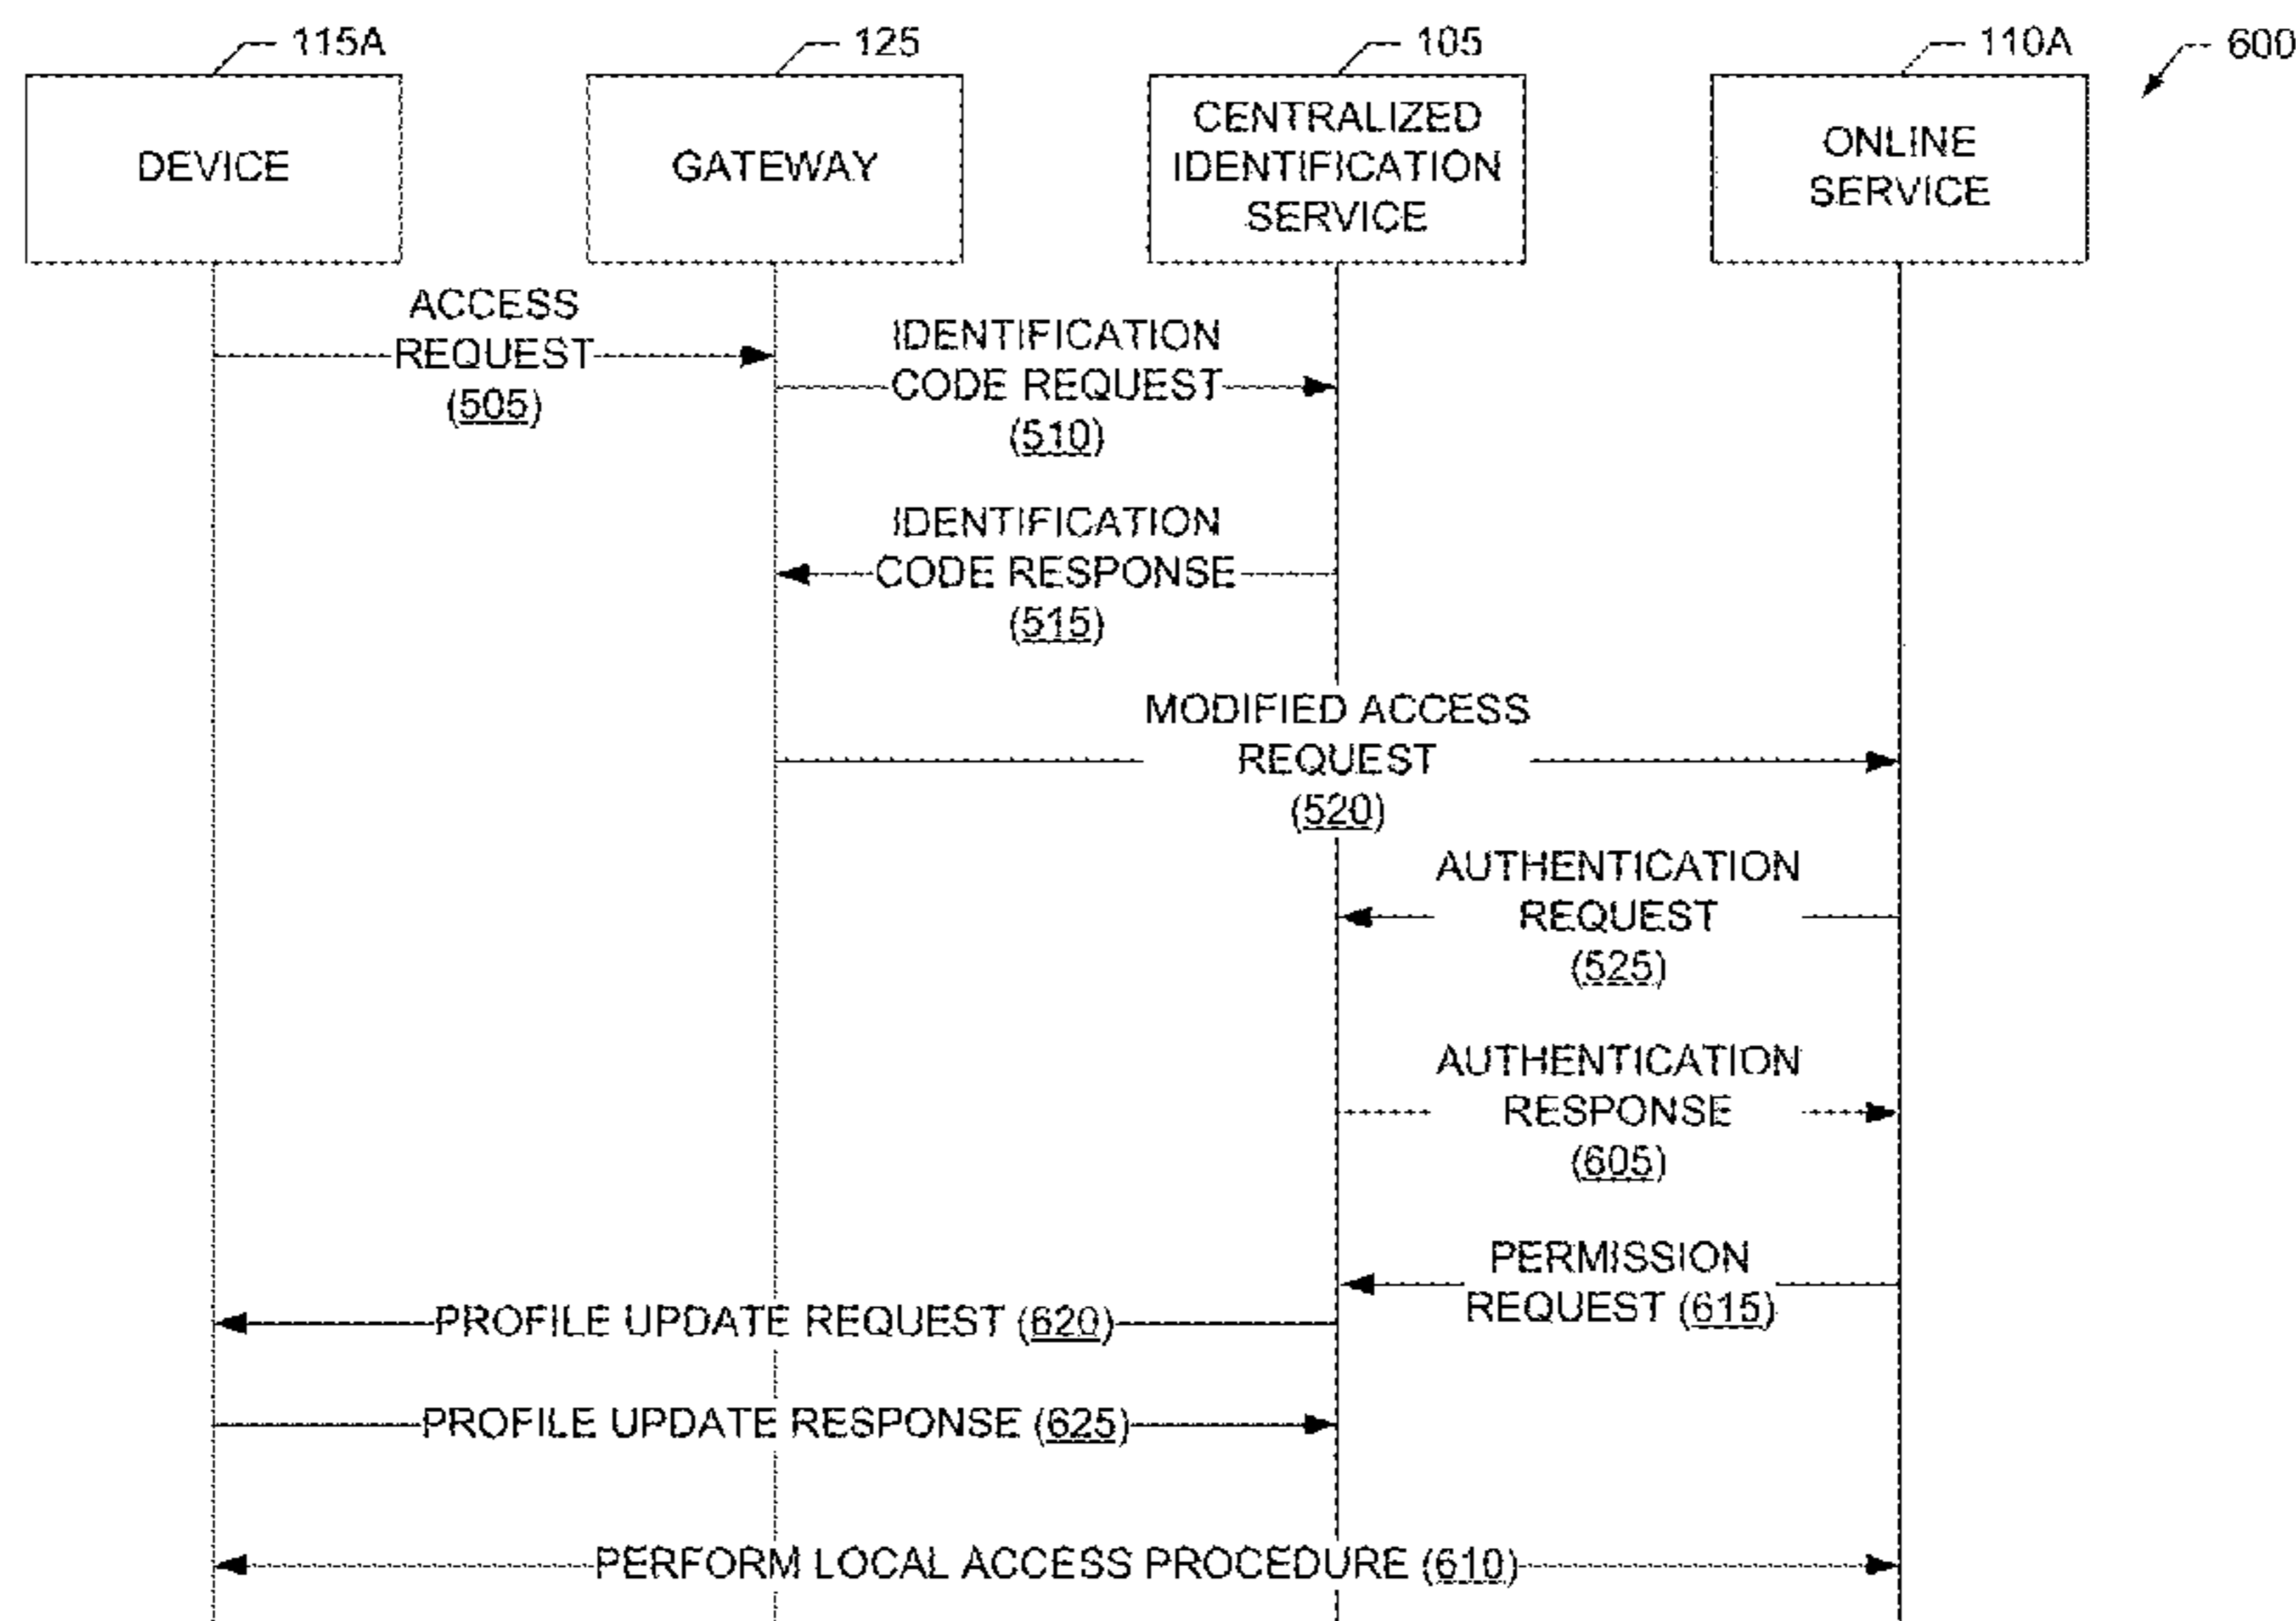 115A
125
105
110A
600
DEVICE
GATEWAY
CENTRALIZED
IDENTIFICATION
SERVICE
ONLINE
SERVICE
ACCESS
REQUEST
(505)
IDENTIFICATION
CODE REQUEST
(510)
IDENTIFICATION
CODE RESPONSE
(515)
MODIFIED ACCESS
REQUEST
(520)
AUTHENTICATION
REQUEST
(525)
AUTHENTICATION
RESPONSE
(605)
PERMISSION
REQUEST (615)
PROFILE UPDATE REQUEST (620)
PROFILE UPDATE RESPONSE (625)
PERFORM LOCAL ACCESS PROCEDURE (610)